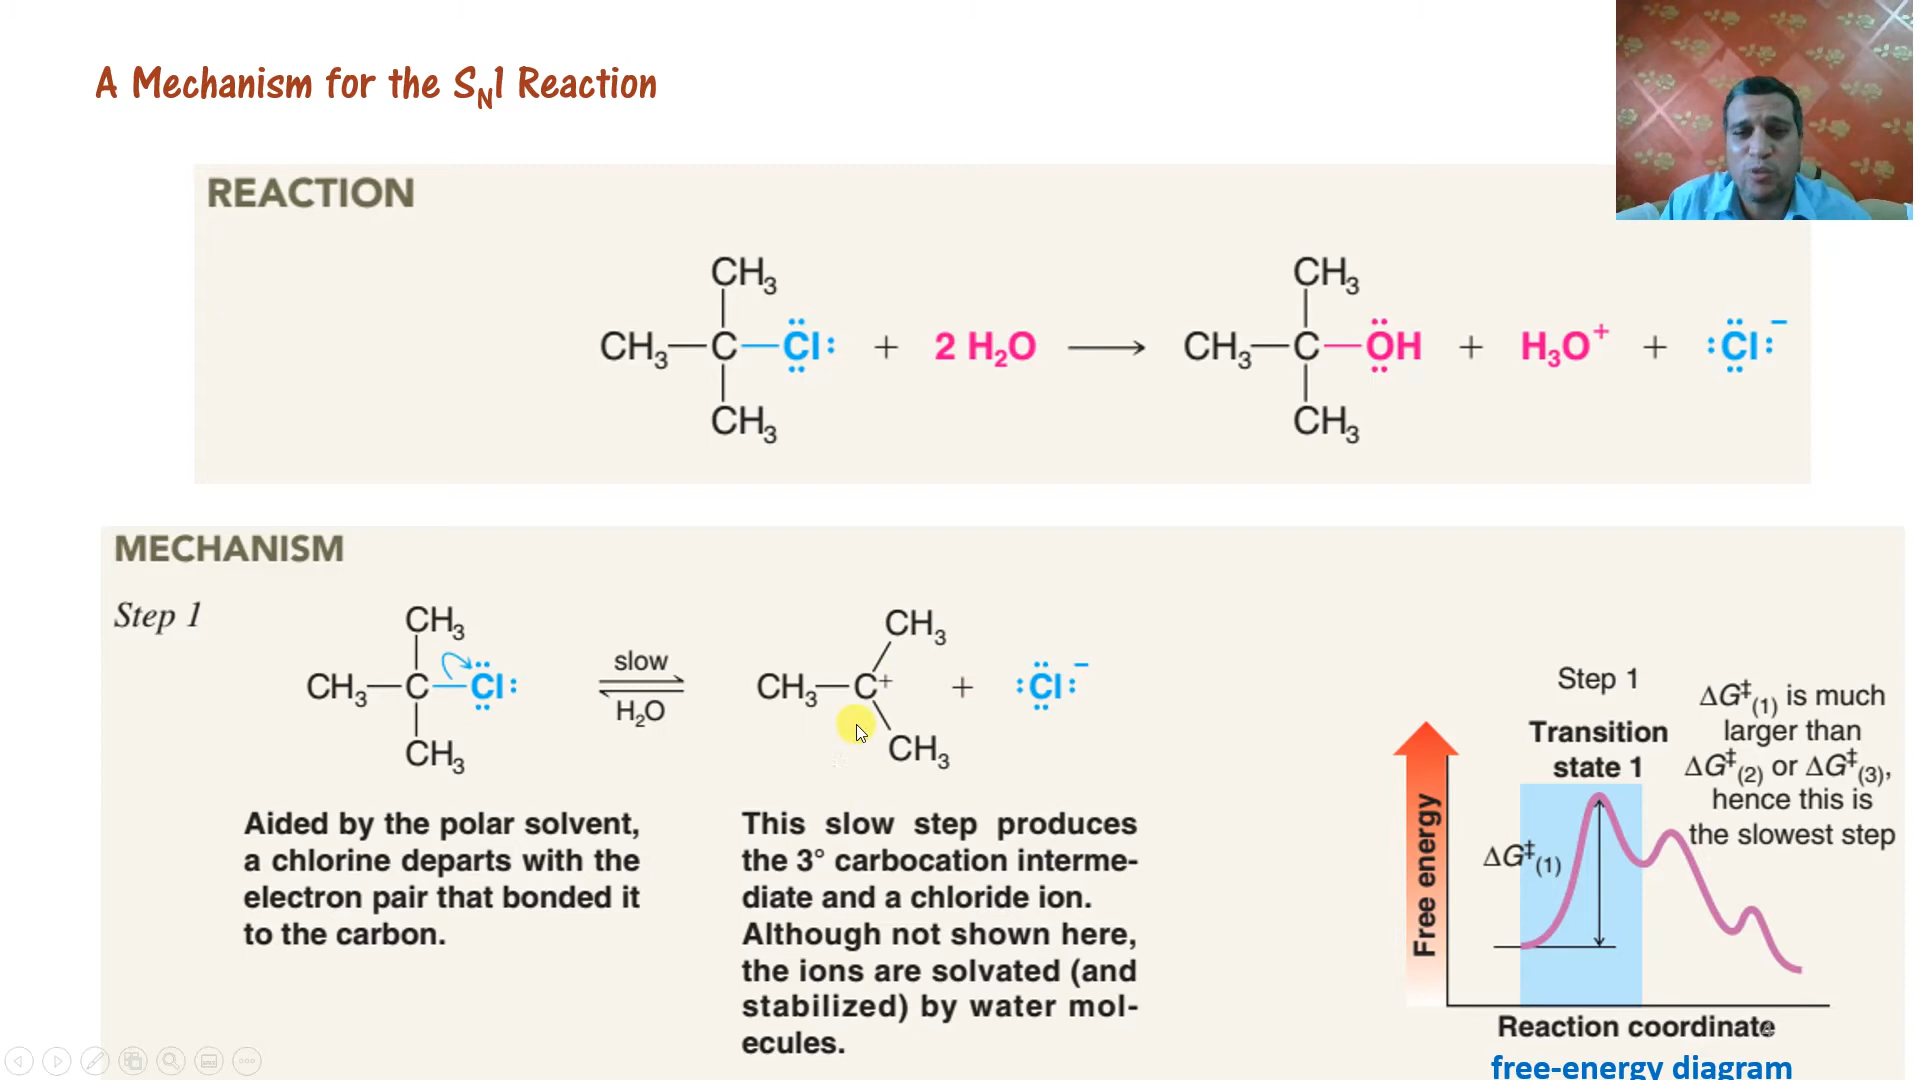 A Mechanism for the SN1 Reaction
REACTION
CH3
CH3—C—Cl: + 2 H2O ⟶ CH3—C—OH + H3O+ + :Cl:−
CH3
CH3
CH3
MECHANISM
Step 1
CH3
CH3—C—Cl:
CH3
slow
H2O
CH3
CH3—C+ + :Cl:−
CH3
Aided by the polar solvent,
a chlorine departs with the
electron pair that bonded it
to the carbon.
This slow step produces
the 3° carbocation interme-
diate and a chloride ion.
Although not shown here,
the ions are solvated (and
stabilized) by water mol-
ecules.
Step 1
Transition
state 1
ΔG‡(1) is much
larger than
ΔG‡(2) or ΔG‡(3),
hence this is
the slowest step
ΔG‡(1)
Free energy
Reaction coordinate
free-energy diagram